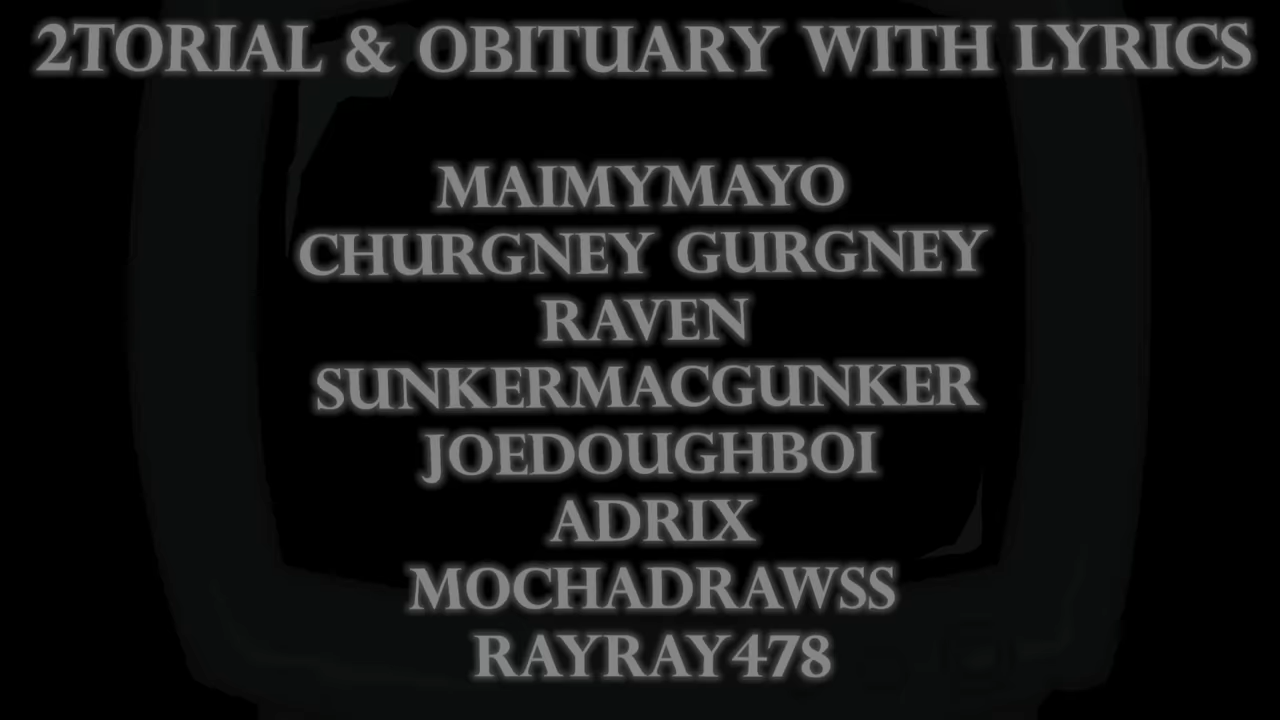 2TORIAL & OBITUARY WITH LYRICS
MAIMYMAYO
CHURGNEY GURGNEY
RAVEN
SUNKERMACGUNKER
JOEDOUGHBOI
ADRIX
MOCHADRAWSS
RAYRAY478